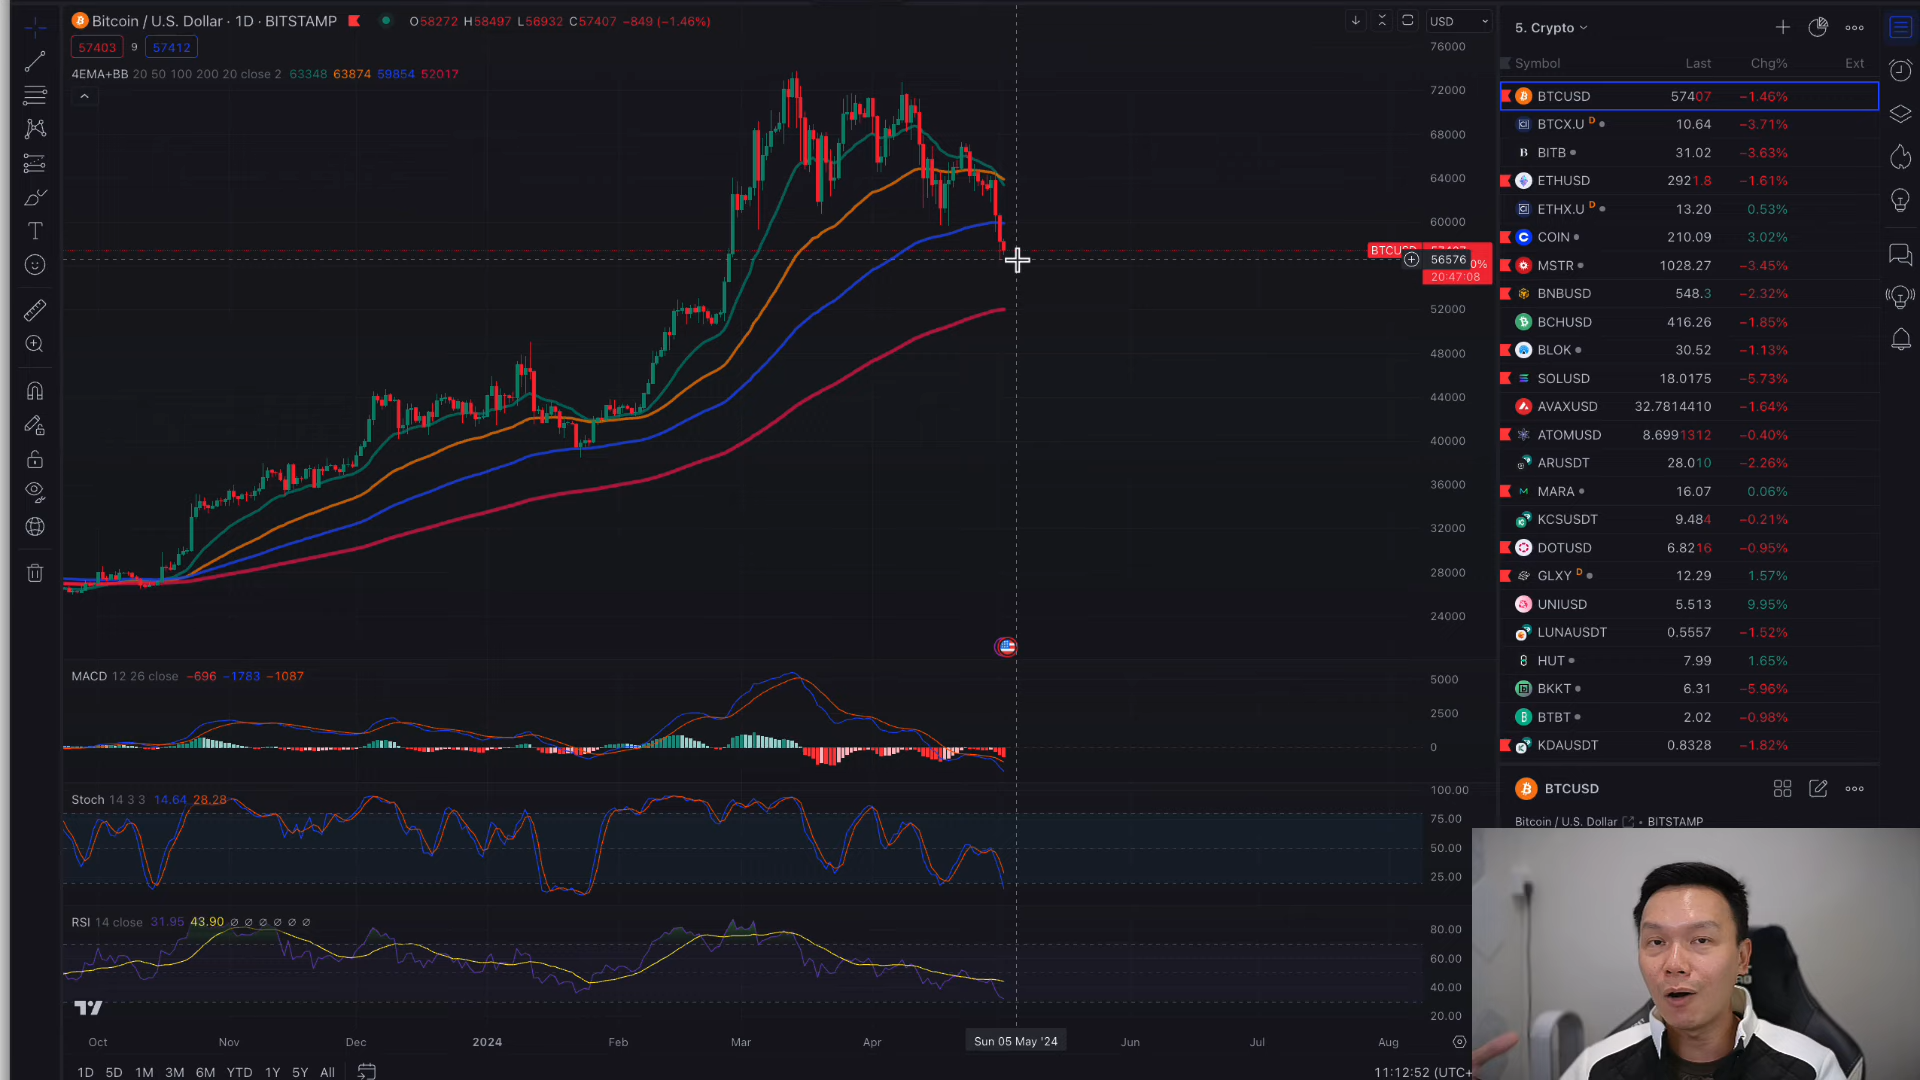 Bitcoin / U.S. Dollar · 1D · BITSTAMP O58272 H58497 L56932 C57407 −849 (−1.46%)
57403 9 57412
4EMA+BB 20 50 100 200 20 close 2 63348 63874 59854 52017
USD
76000
72000
68000
64000
60000
56576
20:47:08
52000
48000
44000
40000
36000
32000
28000
24000
MACD 12 26 close −696 −1783 −1087
5000
2500
0
Stoch 14 3 3 14.64 28.28
100.00
75.00
50.00
25.00
RSI 14 close 31.95 43.90 ∅ ∅ ∅ ∅ ∅ ∅
80.00
60.00
40.00
20.00
Oct Nov Dec 2024 Feb Mar Apr Sun 05 May '24 Jun Jul Aug
1D 5D 1M 3M 6M YTD 1Y 5Y All
11:12:52 (UTC+
5. Crypto
Symbol Last Chg% Ext
BTCUSD 57407 −1.46%
BTCX.U D 10.64 −3.71%
BITB 31.02 −3.63%
ETHUSD 2921.8 −1.61%
ETHX.U D 13.20 0.53%
COIN 210.09 3.02%
MSTR 1028.27 −3.45%
BNBUSD 548.3 −2.32%
BCHUSD 416.26 −1.85%
BLOK 30.52 −1.13%
SOLUSD 18.0175 −5.73%
AVAXUSD 32.7814410 −1.64%
ATOMUSD 8.6991312 −0.40%
ARUSDT 28.010 −2.26%
MARA 16.07 0.06%
KCSUSDT 9.484 −0.21%
DOTUSD 6.8216 −0.95%
GLXY D 12.29 1.57%
UNIUSD 5.513 9.95%
LUNAUSDT 0.5557 −1.52%
HUT 7.99 1.65%
BKKT 6.31 −5.96%
BTBT 2.02 −0.98%
KDAUSDT 0.8328 −1.82%
BTCUSD
Bitcoin / U.S. Dollar • BITSTAMP